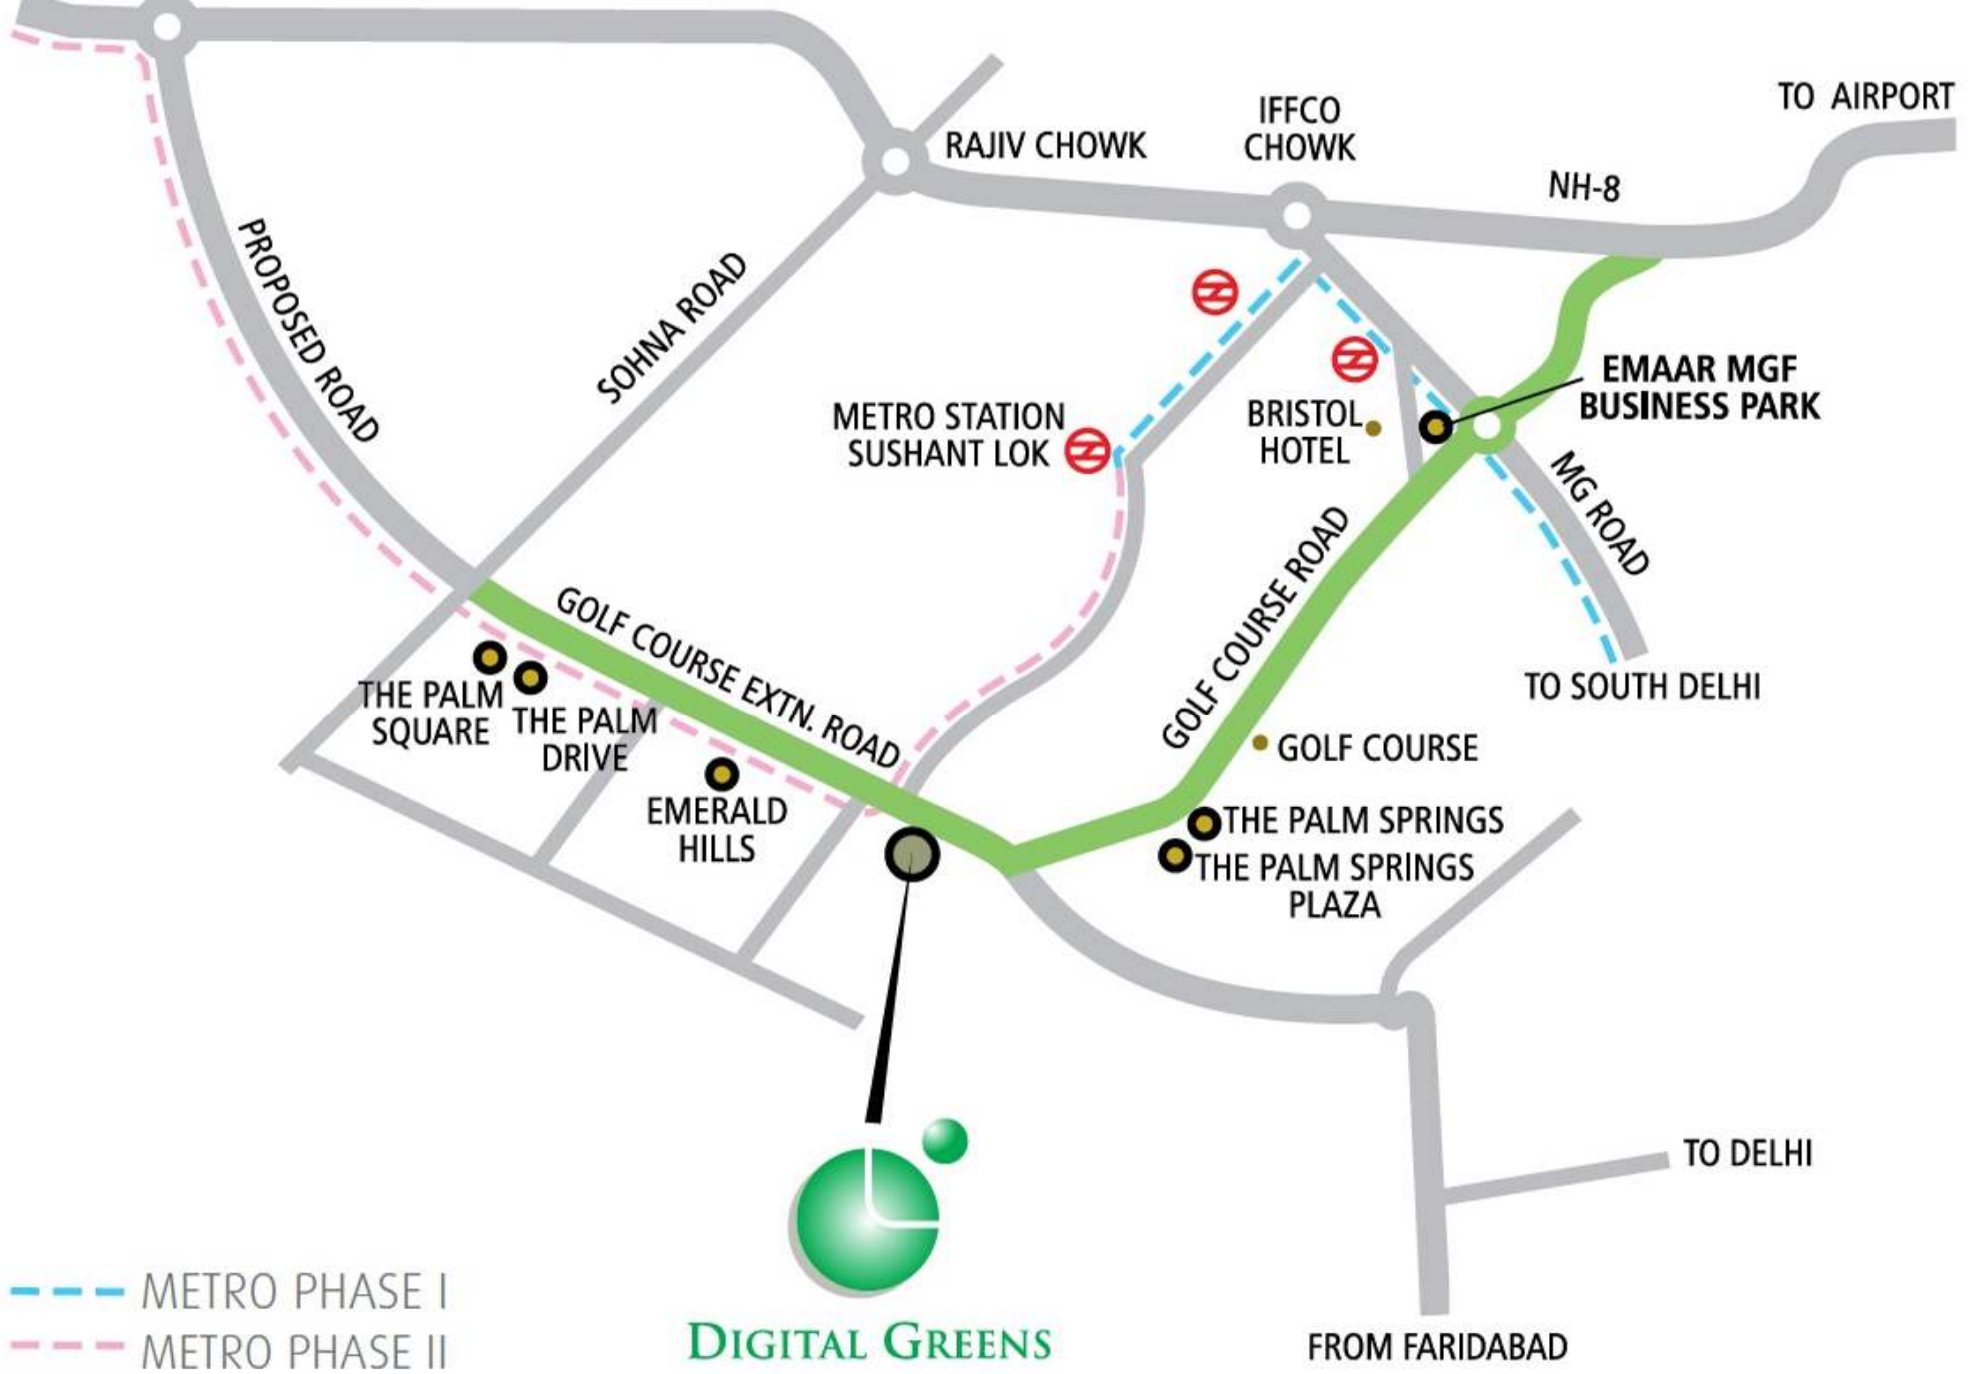 TO AIRPORT
IFFCO
CHOWK
RAJIV CHOWK
NH-8
PROPOSED ROAD
SOHNA ROAD
EMAAR MGF
BUSINESS PARK
METRO STATION
SUSHANT LOK
BRISTOL
HOTEL
MG ROAD
GOLF COURSE ROAD
GOLF COURSE EXTN. ROAD
TO SOUTH DELHI
THE PALM
SQUARE
THE PALM
DRIVE
GOLF COURSE
EMERALD
HILLS
THE PALM SPRINGS
THE PALM SPRINGS
PLAZA
TO DELHI
METRO PHASE I
METRO PHASE II
DIGITAL GREENS
FROM FARIDABAD